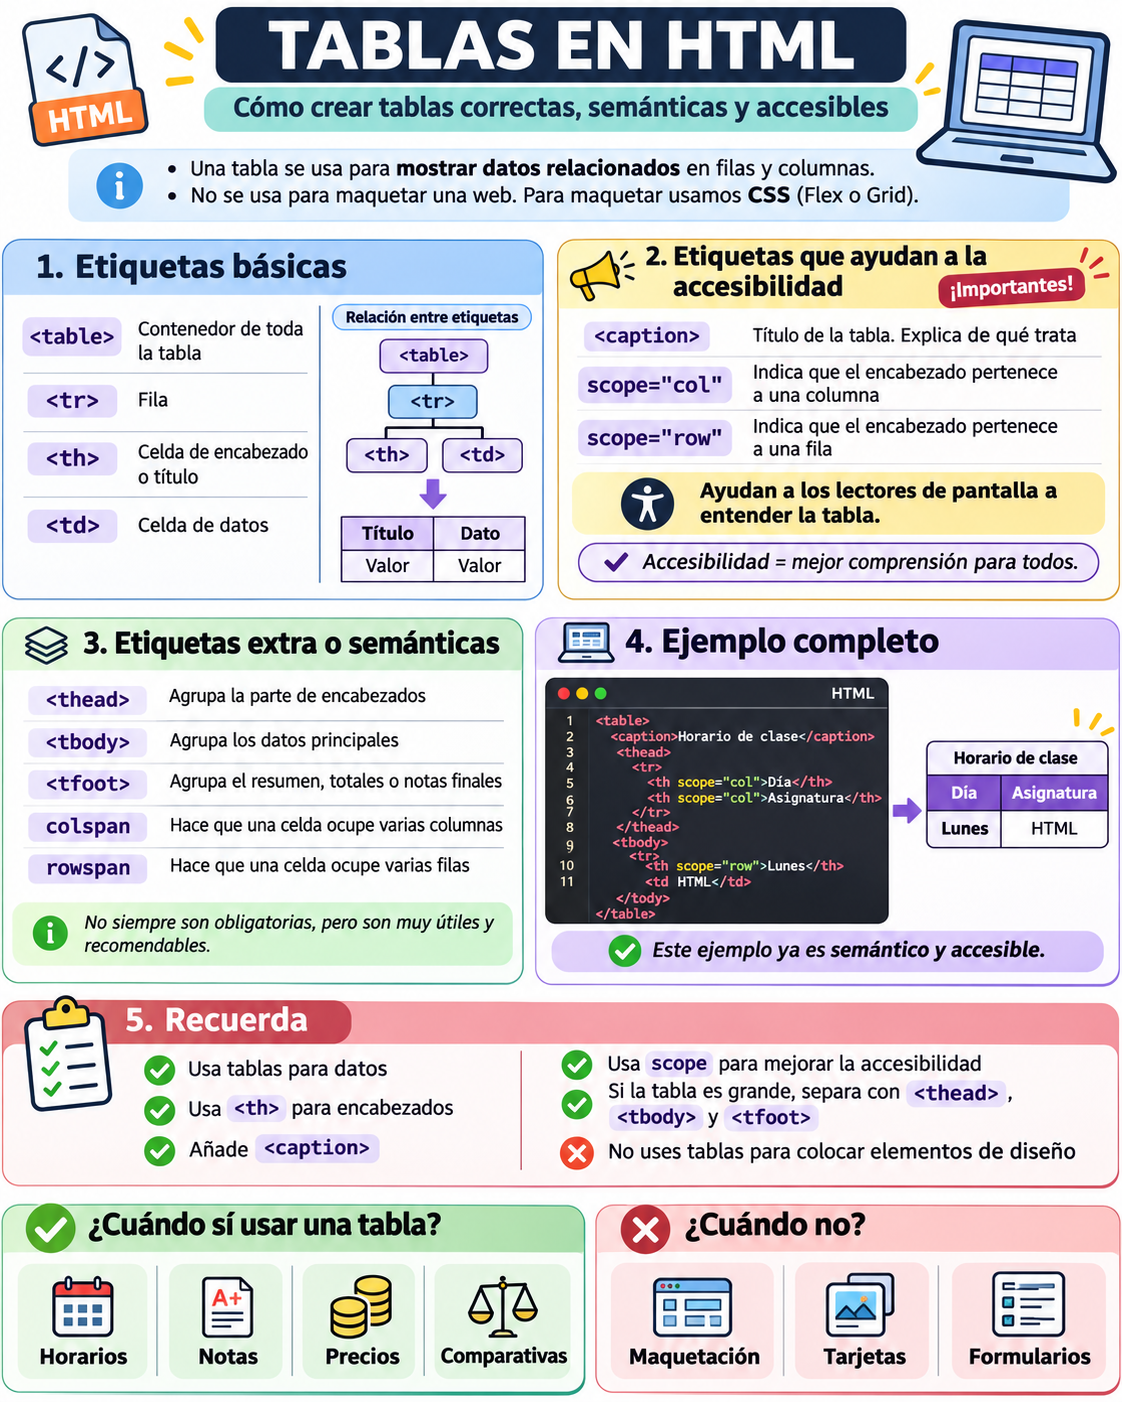 TABLAS EN HTML
</>
HTML
Cómo crear tablas correctas, semánticas y accesibles
i
• Una tabla se usa para mostrar datos relacionados en filas y columnas.
• No se usa para maquetar una web. Para maquetar usamos CSS (Flex o Grid).
1. Etiquetas básicas
<table>
Contenedor de toda
la tabla
<tr>
Fila
<th>
Celda de encabezado
o título
<td>
Celda de datos
Relación entre etiquetas
<table>
<tr>
<th>
<td>
Título
Dato
Valor
Valor
2. Etiquetas que ayudan a la
accesibilidad
¡Importantes!
<caption>
Título de la tabla. Explica de qué trata
scope="col"
Indica que el encabezado pertenece
a una columna
scope="row"
Indica que el encabezado pertenece
a una fila
Ayudan a los lectores de pantalla a
entender la tabla.
Accesibilidad = mejor comprensión para todos.
3. Etiquetas extra o semánticas
<thead>
Agrupa la parte de encabezados
<tbody>
Agrupa los datos principales
<tfoot>
Agrupa el resumen, totales o notas finales
colspan
Hace que una celda ocupe varias columnas
rowspan
Hace que una celda ocupe varias filas
i
No siempre son obligatorias, pero son muy útiles y
recomendables.
4. Ejemplo completo
HTML
1 <table>
2 <caption>Horario de clase</caption>
3 <thead>
4 <tr>
5 <th scope="col">Día</th>
6 <th scope="col">Asignatura</th>
7 </tr>
8 </thead>
9 <tbody>
<tr>
10 <th scope="row">Lunes</th>
11 <td HTML</td>
</tody>
</table>
Horario de clase
Día
Asignatura
Lunes
HTML
Este ejemplo ya es semántico y accesible.
5. Recuerda
Usa tablas para datos
Usa <th> para encabezados
Añade <caption>
Usa scope para mejorar la accesibilidad
Si la tabla es grande, separa con <thead>,
<tbody> y <tfoot>
No uses tablas para colocar elementos de diseño
¿Cuándo sí usar una tabla?
Horarios
A+
Notas
Precios
Comparativas
¿Cuándo no?
Maquetación
Tarjetas
Formularios